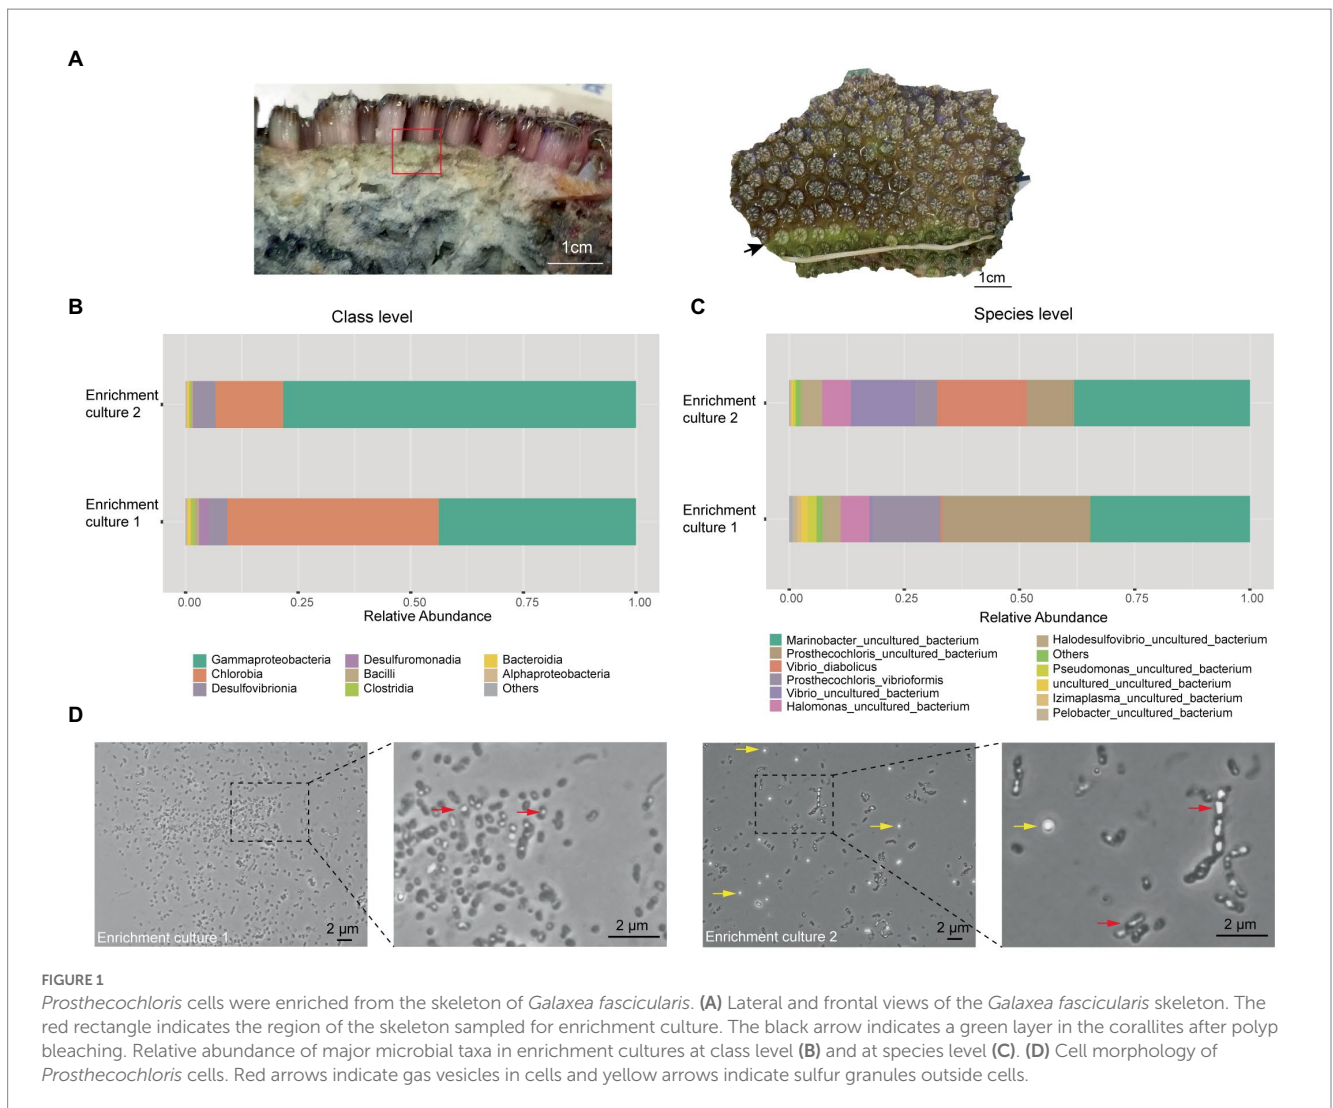 A
1cm
1cm
B
Class level
Enrichment
culture 2
Enrichment
culture 1
0.00
0.25
0.50
0.75
1.00
Relative Abundance
Gammaproteobacteria
Chlorobia
Desulfovibrionia
Desulfuromonadia
Bacilli
Clostridia
Bacteroidia
Alphaproteobacteria
Others
C
Species level
Enrichment
culture 2
Enrichment
culture 1
0.00
0.25
0.50
0.75
1.00
Relative Abundance
Marinobacter_uncultured_bacterium
Prosthecochloris_uncultured_bacterium
Vibrio_diabolicus
Prosthecochloris_vibrioformis
Vibrio_uncultured_bacterium
Halomonas_uncultured_bacterium
Halodesulfovibrio_uncultured_bacterium
Others
Pseudomonas_uncultured_bacterium
uncultured_uncultured_bacterium
Izimaplasma_uncultured_bacterium
Pelobacter_uncultured_bacterium
D
Enrichment culture 1
2 µm
2 µm
Enrichment culture 2
2 µm
2 µm
FIGURE 1
Prosthecochloris cells were enriched from the skeleton of Galaxea fascicularis. (A) Lateral and frontal views of the Galaxea fascicularis skeleton. The
red rectangle indicates the region of the skeleton sampled for enrichment culture. The black arrow indicates a green layer in the corallites after polyp
bleaching. Relative abundance of major microbial taxa in enrichment cultures at class level (B) and at species level (C). (D) Cell morphology of
Prosthecochloris cells. Red arrows indicate gas vesicles in cells and yellow arrows indicate sulfur granules outside cells.